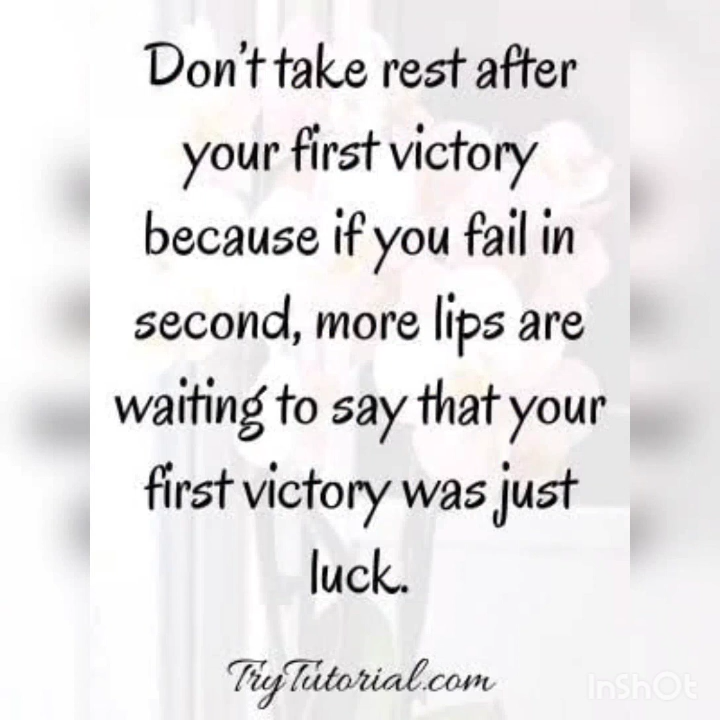 Don't take rest after
your first victory
because if you fail in
second, more lips are
waiting to say that your
first victory was just
luck.
TryTutorial.com
InShOt